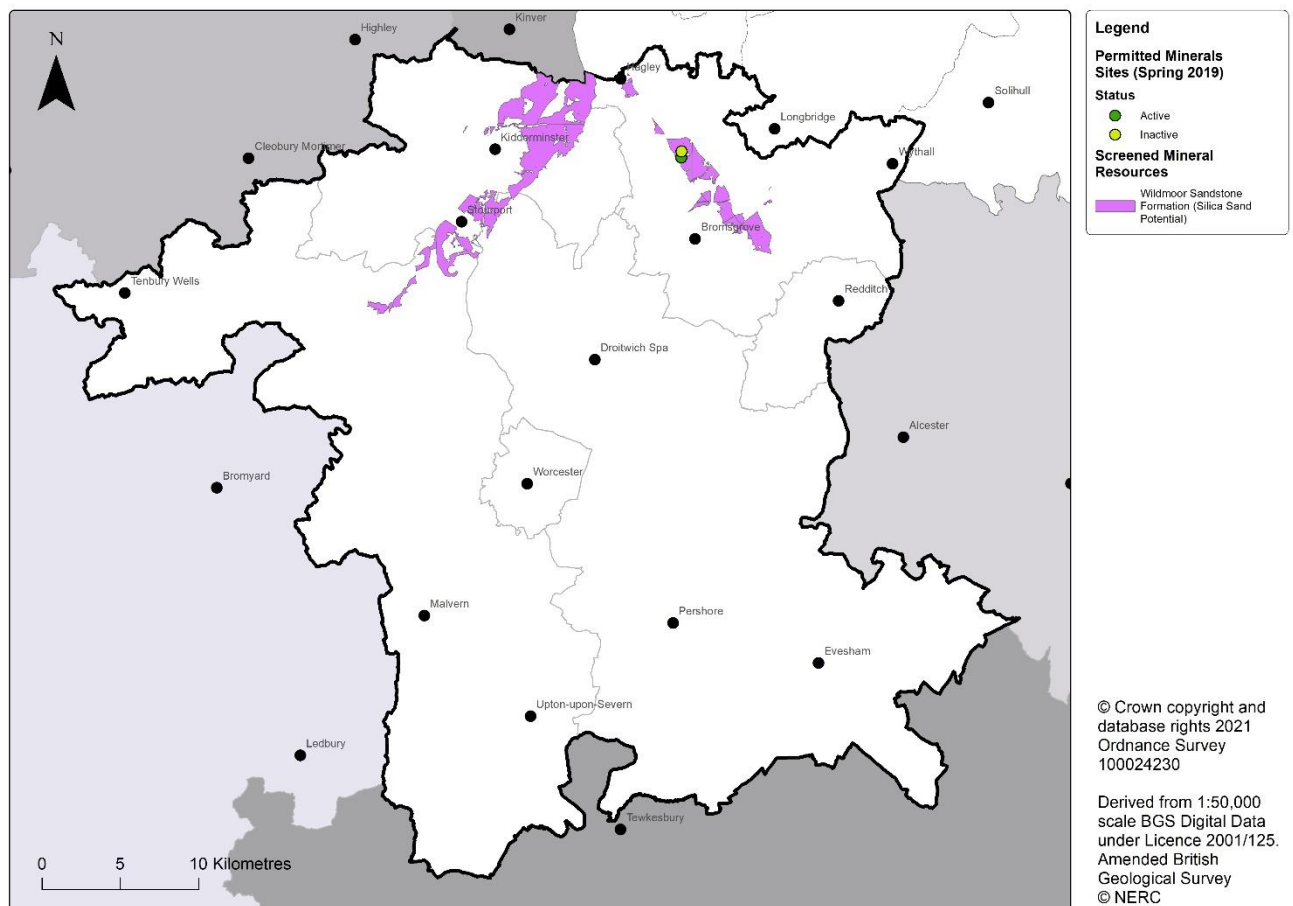 N
Highley
Kinver
Hagley
Solihull
Longbridge
Kidderminster
Cleobury Mortimer
Wythall
Stourport
Bromsgrove
Tenbury Wells
Redditch
Droitwich Spa
Alcester
Bromyard
Worcester
Malvern
Pershore
Evesham
Upton-upon-Severn
Ledbury
Tewkesbury
0 5 10 Kilometres
Legend
Permitted Minerals
Sites (Spring 2019)
Status
Active
Inactive
Screened Mineral
Resources
Wildmoor Sandstone
Formation (Silica Sand
Potential)
© Crown copyright and
database rights 2021
Ordnance Survey
100024230
Derived from 1:50,000
scale BGS Digital Data
under Licence 2001/125.
Amended British
Geological Survey
© NERC